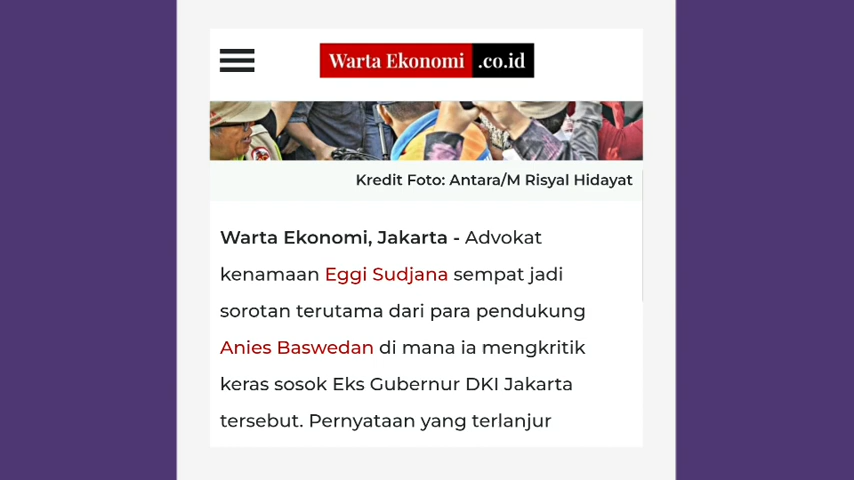 Warta Ekonomi .co.id
Kredit Foto: Antara/M Risyal Hidayat
Warta Ekonomi, Jakarta - Advokat
kenamaan Eggi Sudjana sempat jadi
sorotan terutama dari para pendukung
Anies Baswedan di mana ia mengkritik
keras sosok Eks Gubernur DKI Jakarta
tersebut. Pernyataan yang terlanjur